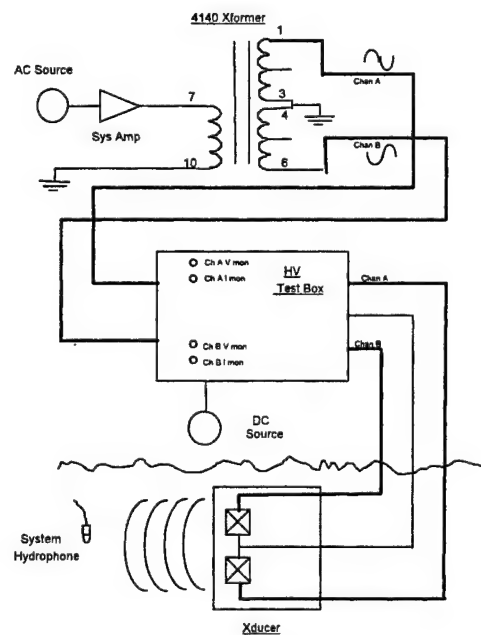 4140 Xformer
1
AC Source
Chan A
7
3
4
Sys Amp
Chan B
10
6
Ch A V mon
Ch A I mon
HV
Test Box
Chan A
Ch B V mon
Ch B I mon
Chan B
DC
Source
System
Hydrophone
Xducer